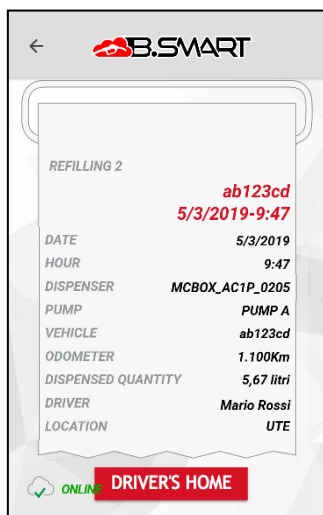 B.SMART
REFILLING 2
ab123cd
5/3/2019-9:47
DATE 5/3/2019
HOUR 9:47
DISPENSER MCBOX_AC1P_0205
PUMP PUMP A
VEHICLE ab123cd
ODOMETER 1.100Km
DISPENSED QUANTITY 5,67 litri
DRIVER Mario Rossi
LOCATION UTE
ONLINE DRIVER'S HOME